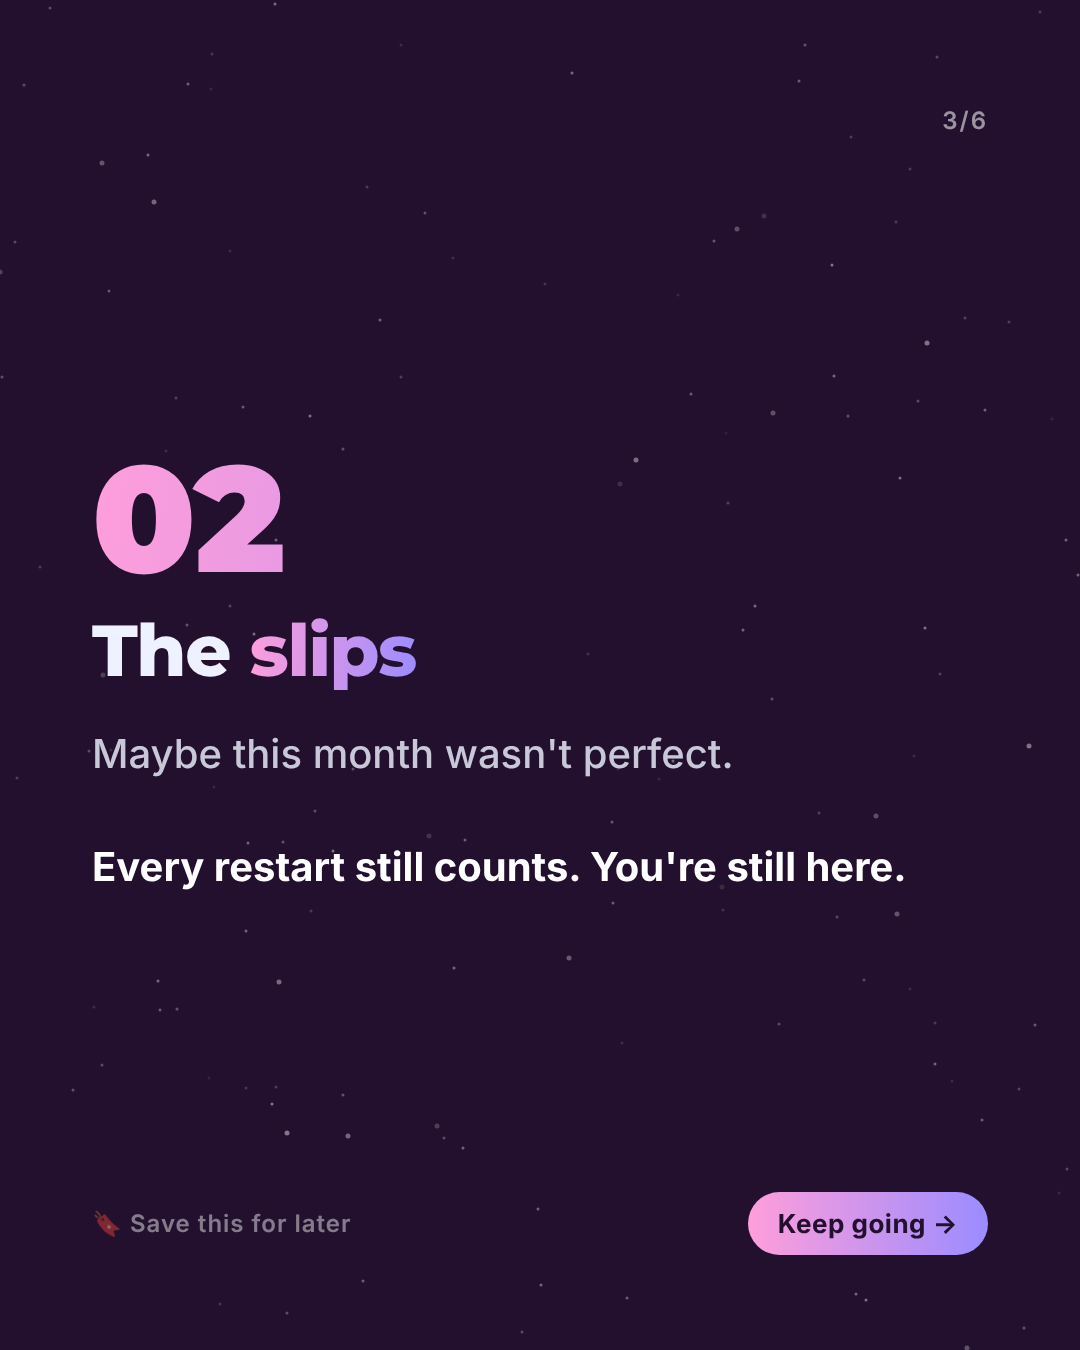 3/6
02
The slips
Maybe this month wasn't perfect.
Every restart still counts. You're still here.
🔖 Save this for later
Keep going →